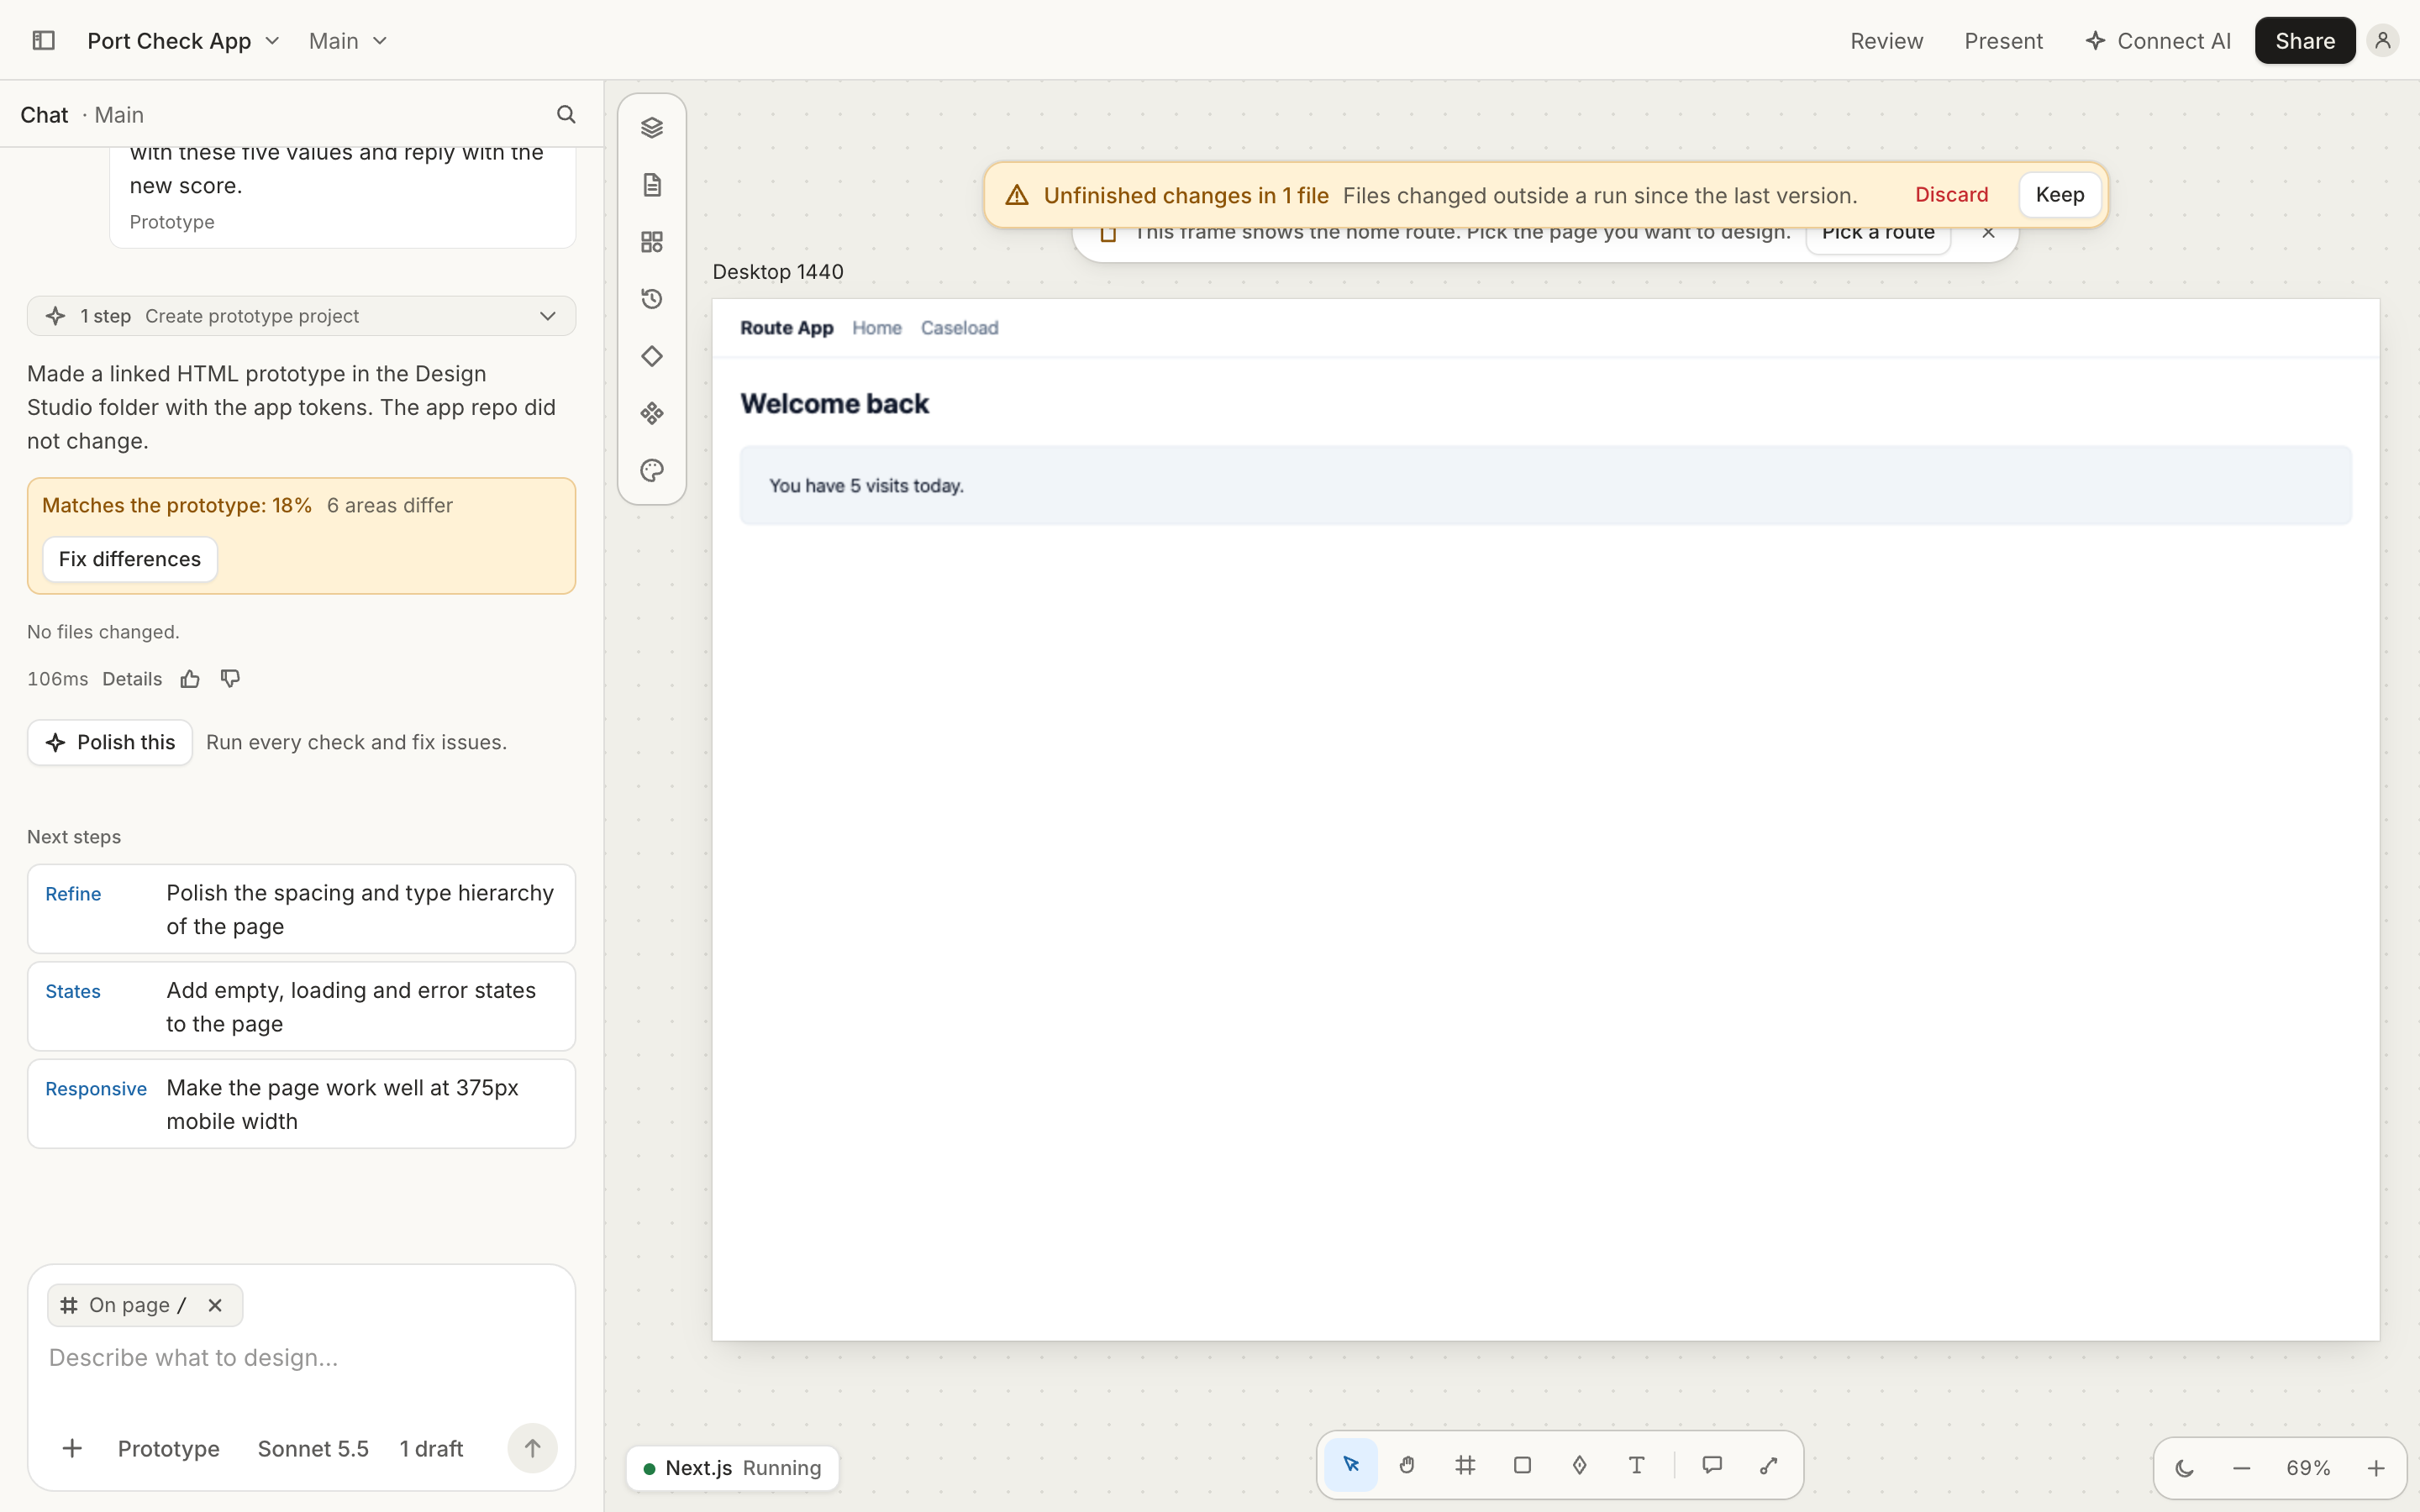 Port Check App
Main
Review
Present
Connect AI
Share
Chat · Main
with these five values and reply with the
new score.
Prototype
1 step Create prototype project
Made a linked HTML prototype in the Design
Studio folder with the app tokens. The app repo did
not change.
Matches the prototype: 18% 6 areas differ
Fix differences
No files changed.
106ms Details
Polish this Run every check and fix issues.
Next steps
Refine Polish the spacing and type hierarchy
of the page
States Add empty, loading and error states
to the page
Responsive Make the page work well at 375px
mobile width
On page /
Describe what to design...
Prototype Sonnet 5.5 1 draft
Unfinished changes in 1 file Files changed outside a run since the last version. Discard Keep
This frame shows the home route. Pick the page you want to design. Pick a route
Desktop 1440
Route App Home Caseload
Welcome back
You have 5 visits today.
Next.js Running
69%